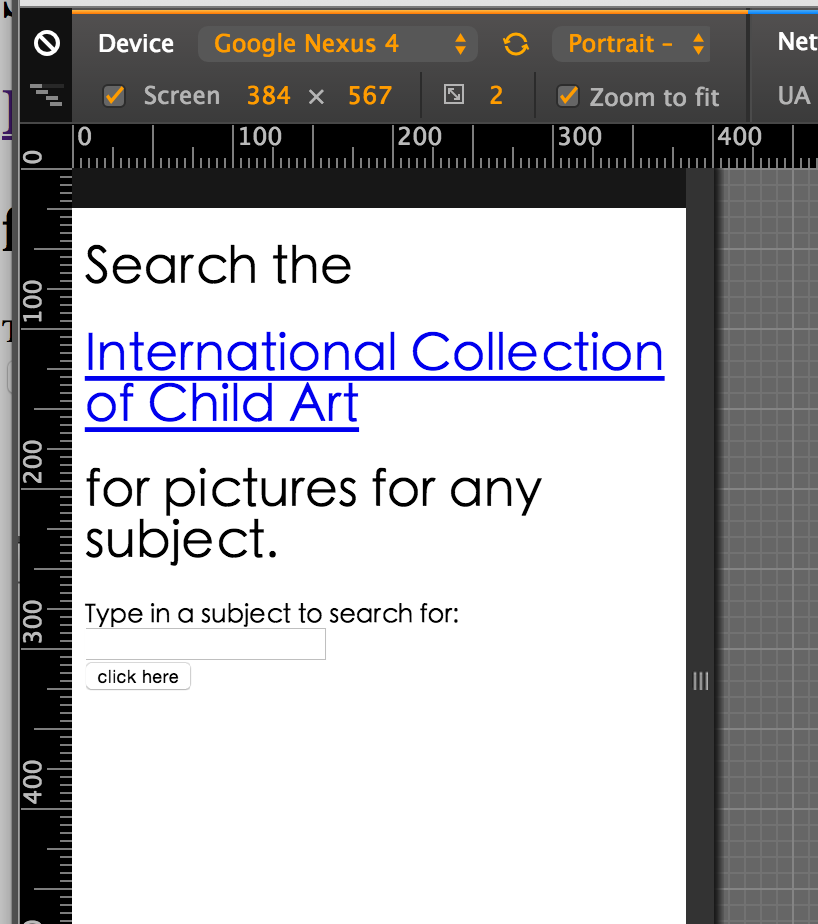 Device Google Nexus 4 Portrait – Net
Screen 384 × 567 2 Zoom to fit UA
0 100 200 300 400
0
100
200
300
400
Search the
International Collection
of Child Art
for pictures for any
subject.
Type in a subject to search for:
click here